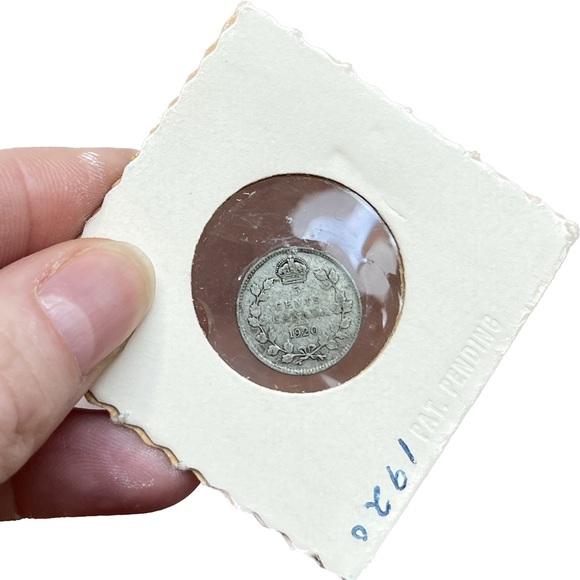 5
CENTS
CANADA
1920
PAT. PENDING
1920